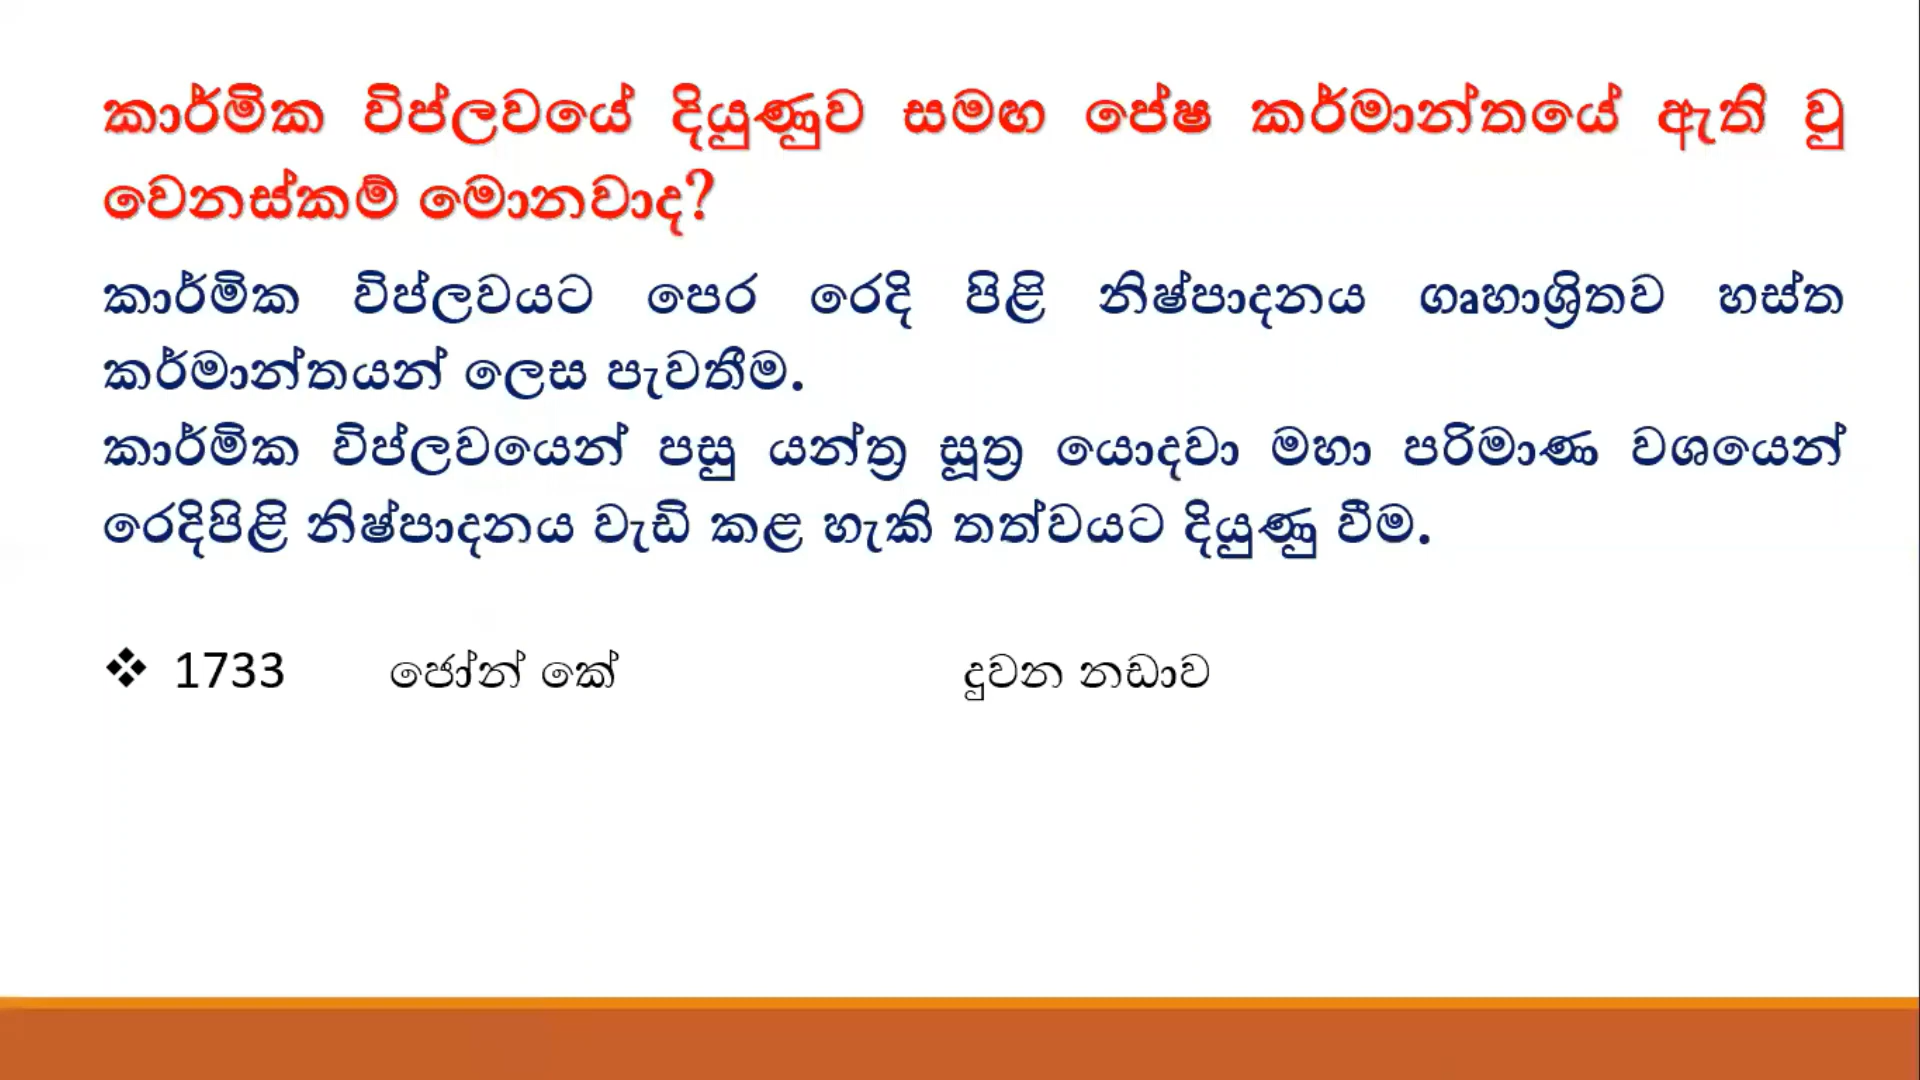 කාර්මික විප්ලවයේ දියුණුව සමඟ පේෂ කර්මාන්තයේ ඇති වු
වෙනස්කම් මොනවාද?
කාර්මික විප්ලවයට පෙර රෙදි පිළි නිෂ්පාදනය ගෘහාශ්‍රිතව හස්ත
කර්මාන්තයන් ලෙස පැවතීම.
කාර්මික විප්ලවයෙන් පසු යන්ත්‍ර සූත්‍ර යොදවා මහා පරිමාණ වශයෙන්
රෙදිපිළි නිෂ්පාදනය වැඩි කළ හැකි තත්වයට දියුණු වීම.
❖ 1733 ජෝන් කේ දුවන නඩාව